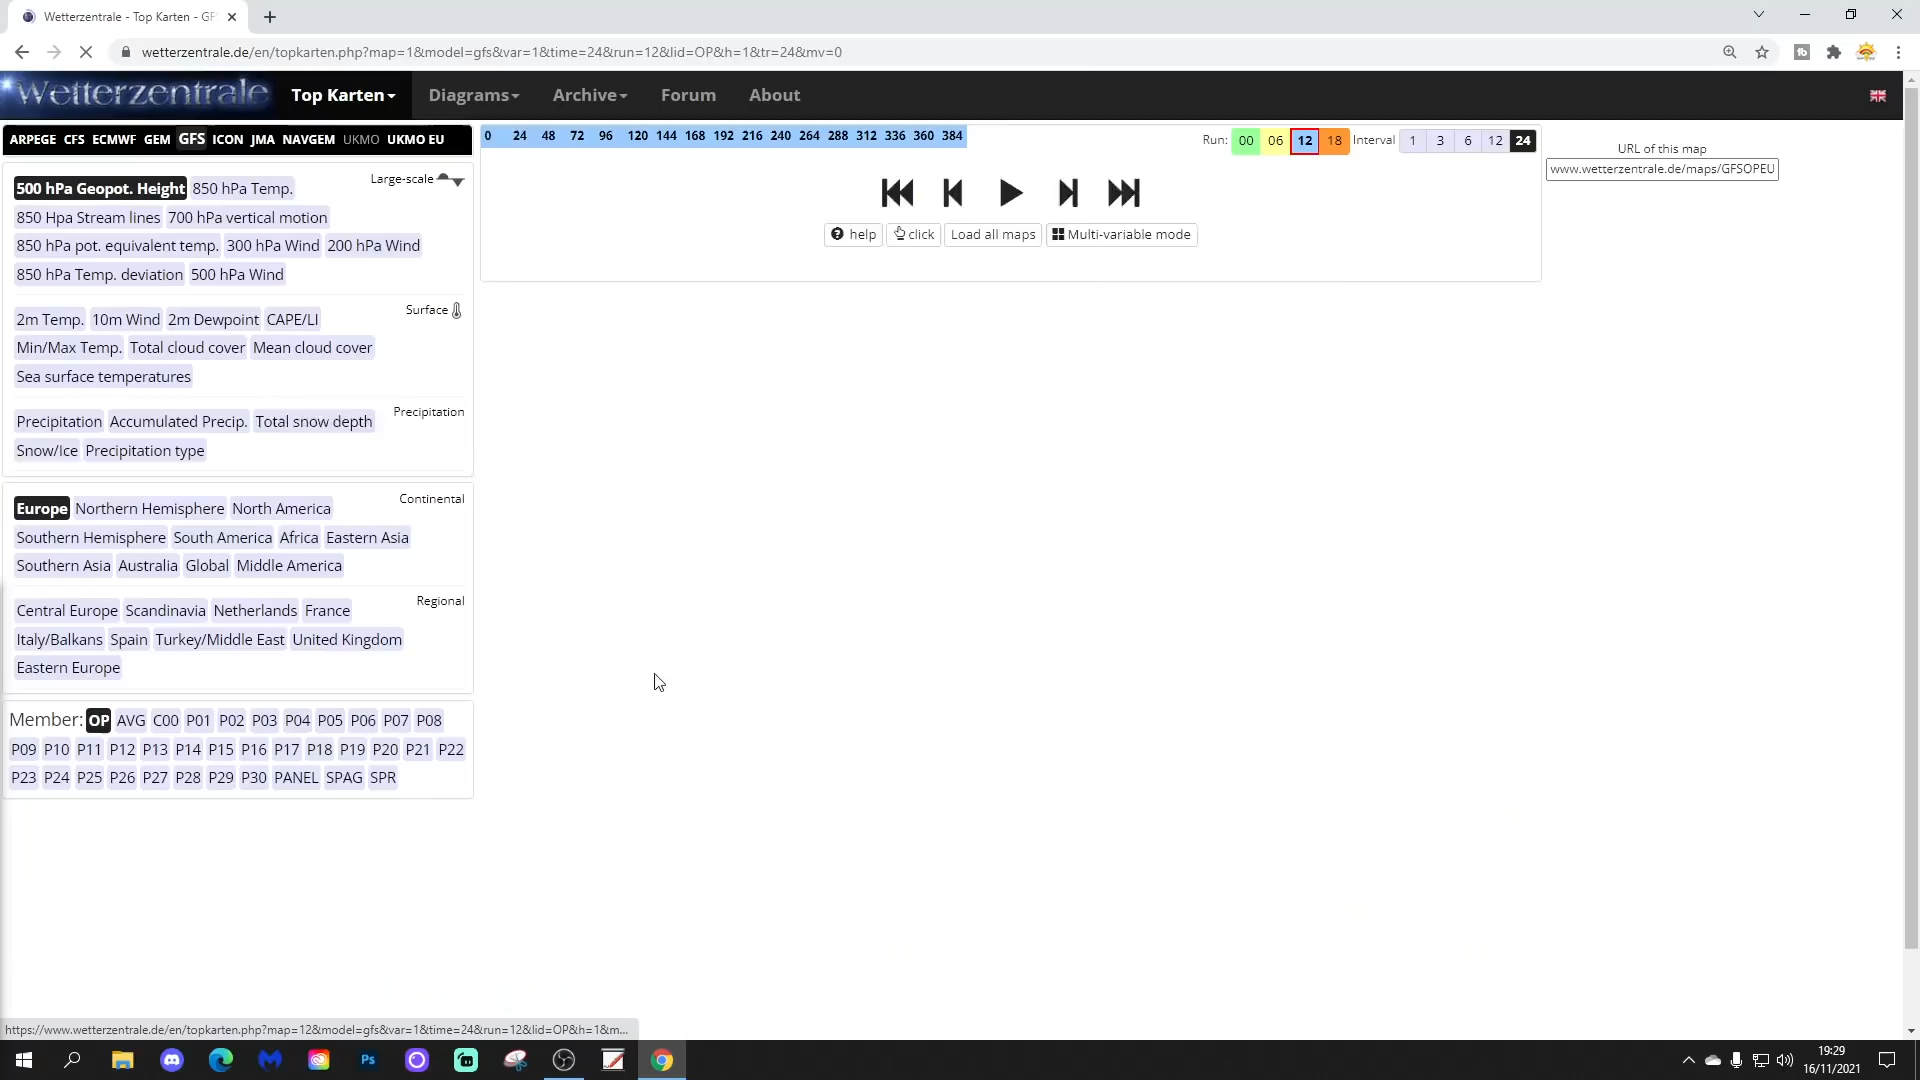 Wetterzentrale - Top Karten - GFS
wetterzentrale.de/en/topkarten.php?map=1&model=gfs&var=1&time=24&run=12&lid=OP&h=1&tr=24&mv=0
Wetterzentrale Top Karten Diagrams Archive Forum About
ARPEGE CFS ECMWF GEM GFS ICON JMA NAVGEM UKMO UKMO EU
0 24 48 72 96 120 144 168 192 216 240 264 288 312 336 360 384
Run: 00 06 12 18 Interval 1 3 6 12 24
URL of this map
www.wetterzentrale.de/maps/GFSOPEU
help click Load all maps Multi-variable mode
Large-scale
500 hPa Geopot. Height 850 hPa Temp.
850 Hpa Stream lines 700 hPa vertical motion
850 hPa pot. equivalent temp. 300 hPa Wind 200 hPa Wind
850 hPa Temp. deviation 500 hPa Wind
Surface
2m Temp. 10m Wind 2m Dewpoint CAPE/LI
Min/Max Temp. Total cloud cover Mean cloud cover
Sea surface temperatures
Precipitation
Precipitation Accumulated Precip. Total snow depth
Snow/Ice Precipitation type
Continental
Europe Northern Hemisphere North America
Southern Hemisphere South America Africa Eastern Asia
Southern Asia Australia Global Middle America
Regional
Central Europe Scandinavia Netherlands France
Italy/Balkans Spain Turkey/Middle East United Kingdom
Eastern Europe
Member: OP AVG C00 P01 P02 P03 P04 P05 P06 P07 P08
P09 P10 P11 P12 P13 P14 P15 P16 P17 P18 P19 P20 P21 P22
P23 P24 P25 P26 P27 P28 P29 P30 PANEL SPAG SPR
https://www.wetterzentrale.de/en/topkarten.php?map=12&model=gfs&var=1&time=24&run=12&lid=OP&h=1&m...
Ps
19:29
16/11/2021